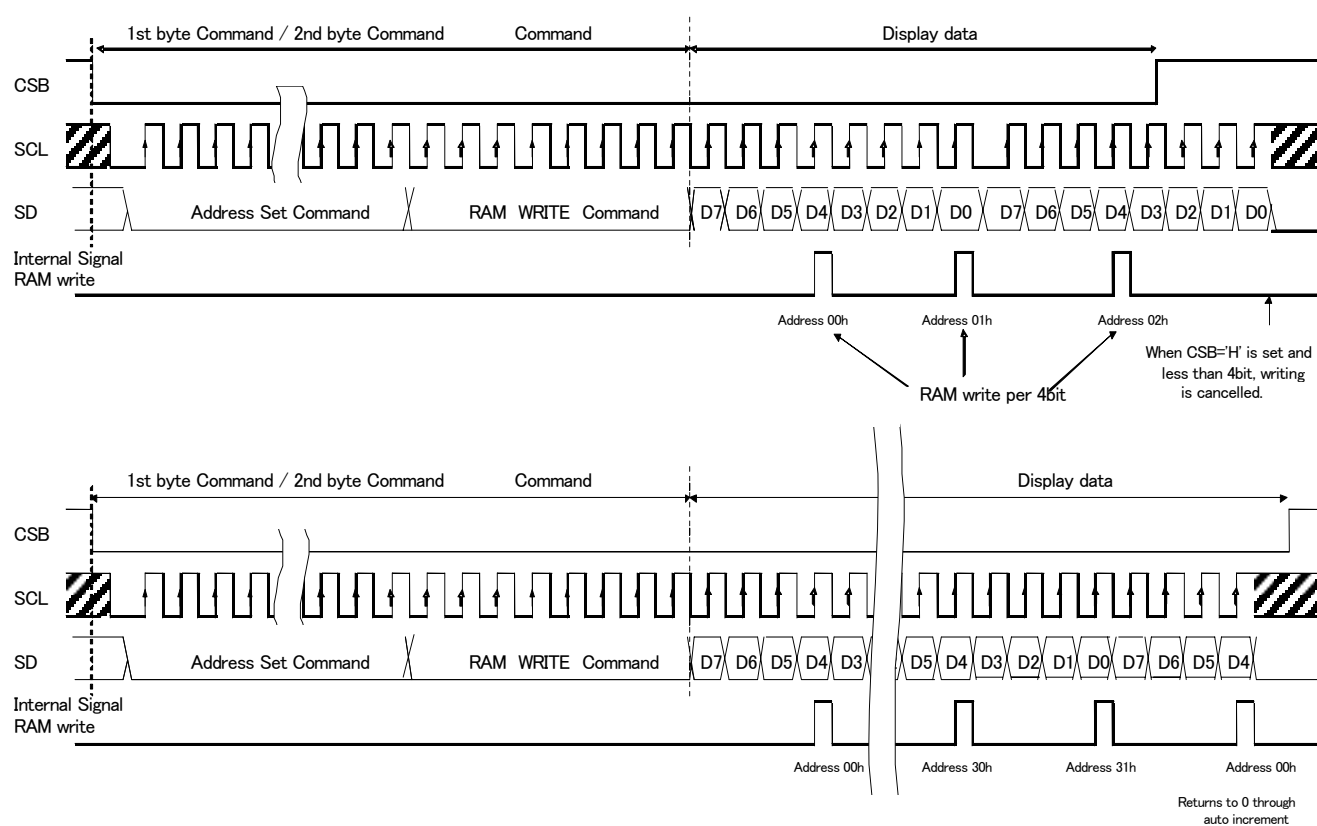 1st byte Command / 2nd byte Command Command Display data
CSB
SCL
SD Address Set Command RAM WRITE Command D7 D6 D5 D4 D3 D2 D1 D0 D7 D6 D5 D4 D3 D2 D1 D0
Internal Signal
RAM write
Address 00h Address 01h Address 02h
When CSB='H' is set and
less than 4bit, writing
is cancelled.
RAM write per 4bit
1st byte Command / 2nd byte Command Command Display data
CSB
SCL
SD Address Set Command RAM WRITE Command D7 D6 D5 D4 D3 D5 D4 D3 D2 D1 D0 D7 D6 D5 D4
Internal Signal
RAM write
Address 00h Address 30h Address 31h Address 00h
Returns to 0 through
auto increment